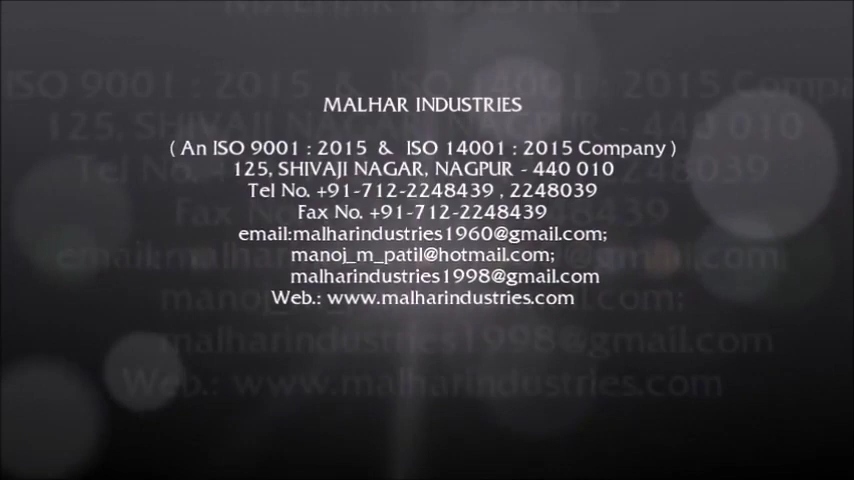 MALHAR INDUSTRIES
( An ISO 9001 : 2015 & ISO 14001 : 2015 Company )
125, SHIVAJI NAGAR, NAGPUR - 440 010
Tel No. +91-712-2248439 , 2248039
Fax No. +91-712-2248439
email:malharindustries1960@gmail.com;
manoj_m_patil@hotmail.com;
malharindustries1998@gmail.com
Web.: www.malharindustries.com